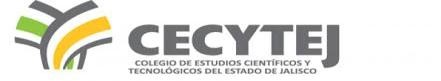 CECYTEJ
COLEGIO DE ESTUDIOS CIENTÍFICOS Y
TECNOLÓGICOS DEL ESTADO DE JALISCO